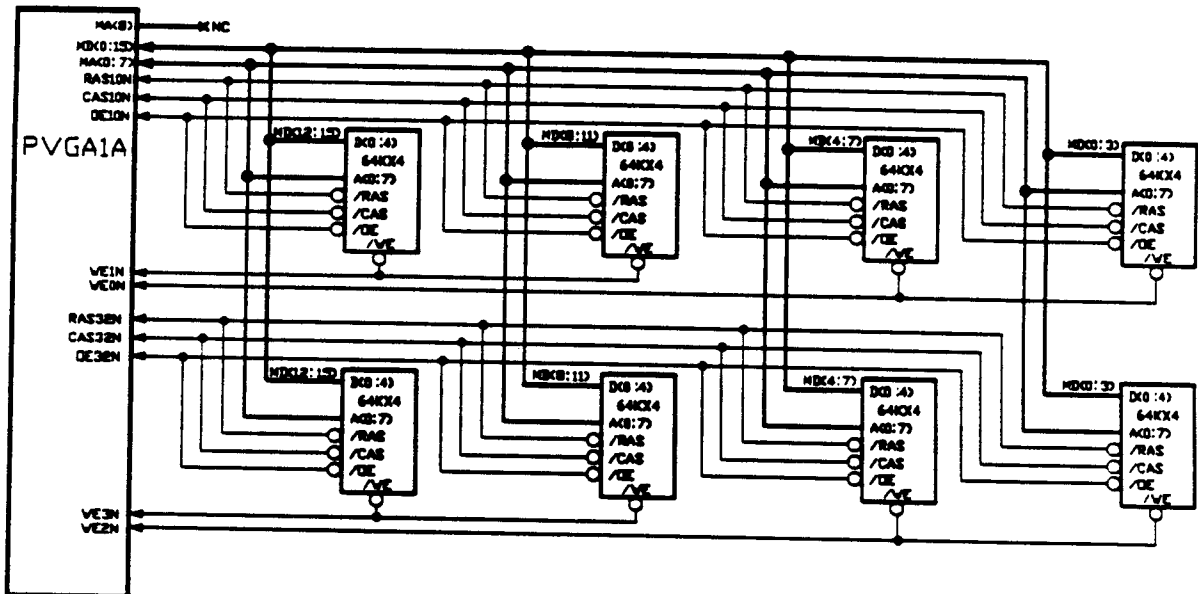 MA(8)
NC
MD(0:15)
MA(0:7)
RAS10N
CAS10N
OE10N
PVGA1A
MD(12:15)
D(0:4)
64KX4
A(0:7)
/RAS
/CAS
/OE
/WE
MD(8:11)
D(0:4)
64KX4
A(0:7)
/RAS
/CAS
/OE
/WE
MD(4:7)
D(0:4)
64KX4
A(0:7)
/RAS
/CAS
/OE
/WE
MD(0:3)
D(0:4)
64KX4
A(0:7)
/RAS
/CAS
/OE
/WE
WE1N
WE0N
RAS32N
CAS32N
OE32N
MD(12:15)
D(0:4)
64KX4
A(0:7)
/RAS
/CAS
/OE
/WE
MD(8:11)
D(0:4)
64KX4
A(0:7)
/RAS
/CAS
/OE
/WE
MD(4:7)
D(0:4)
64KX4
A(0:7)
/RAS
/CAS
/OE
/WE
MD(0:3)
D(0:4)
64KX4
A(0:7)
/RAS
/CAS
/OE
/WE
WE3N
WE2N